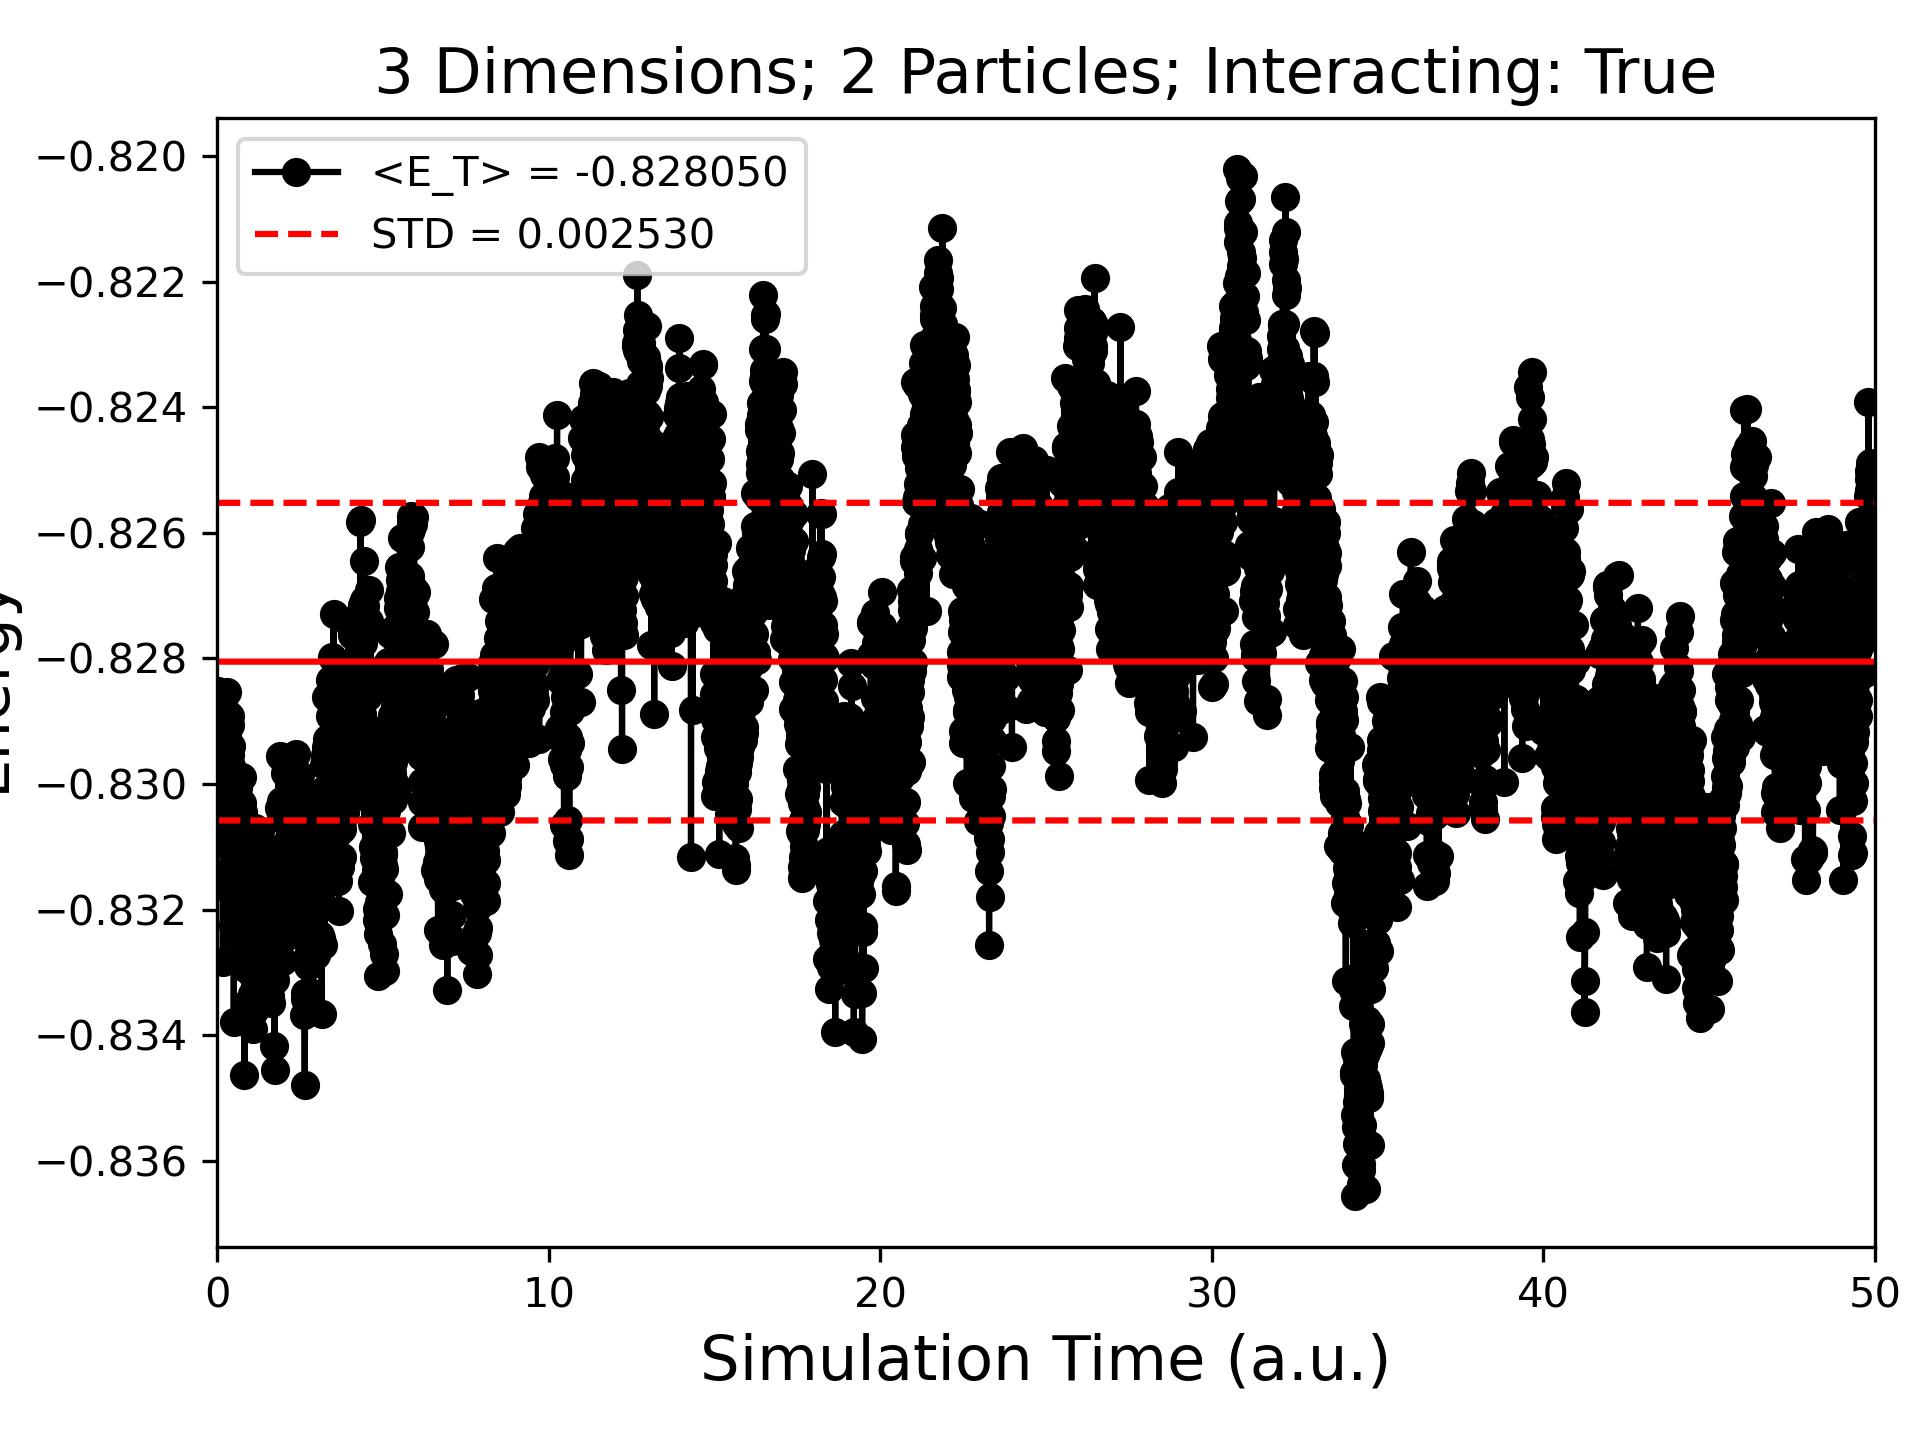 3 Dimensions; 2 Particles; Interacting: True
<E_T> = -0.828050
STD = 0.002530
−0.820
−0.822
−0.824
−0.826
−0.828
−0.830
−0.832
−0.834
−0.836
Energy
0 10 20 30 40 50
Simulation Time (a.u.)